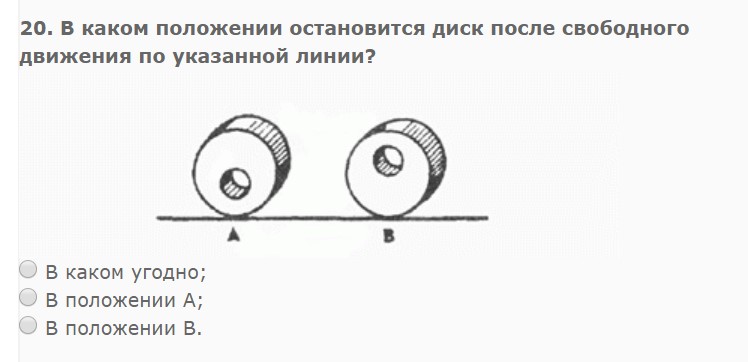 20. В каком положении остановится диск после свободного
движения по указанной линии?
A B
В каком угодно;
В положении А;
В положении В.